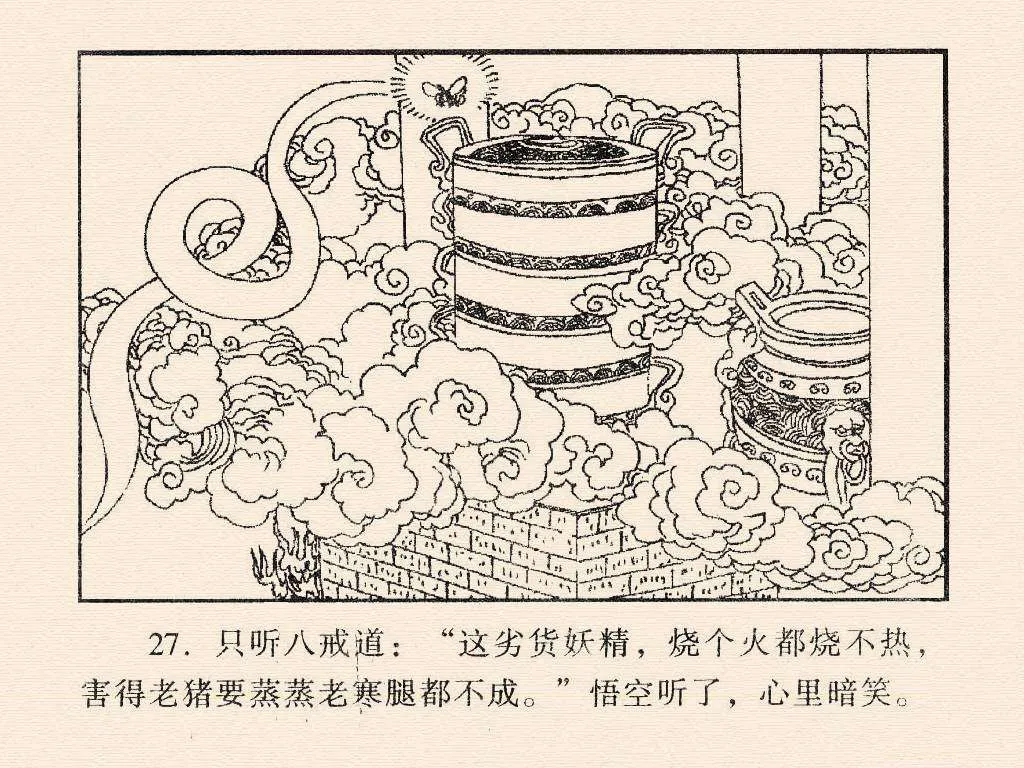 27. 只听八戒道：“这劣货妖精，烧个火都烧不热，
害得老猪要蒸蒸老寒腿都不成。”悟空听了，心里暗笑。